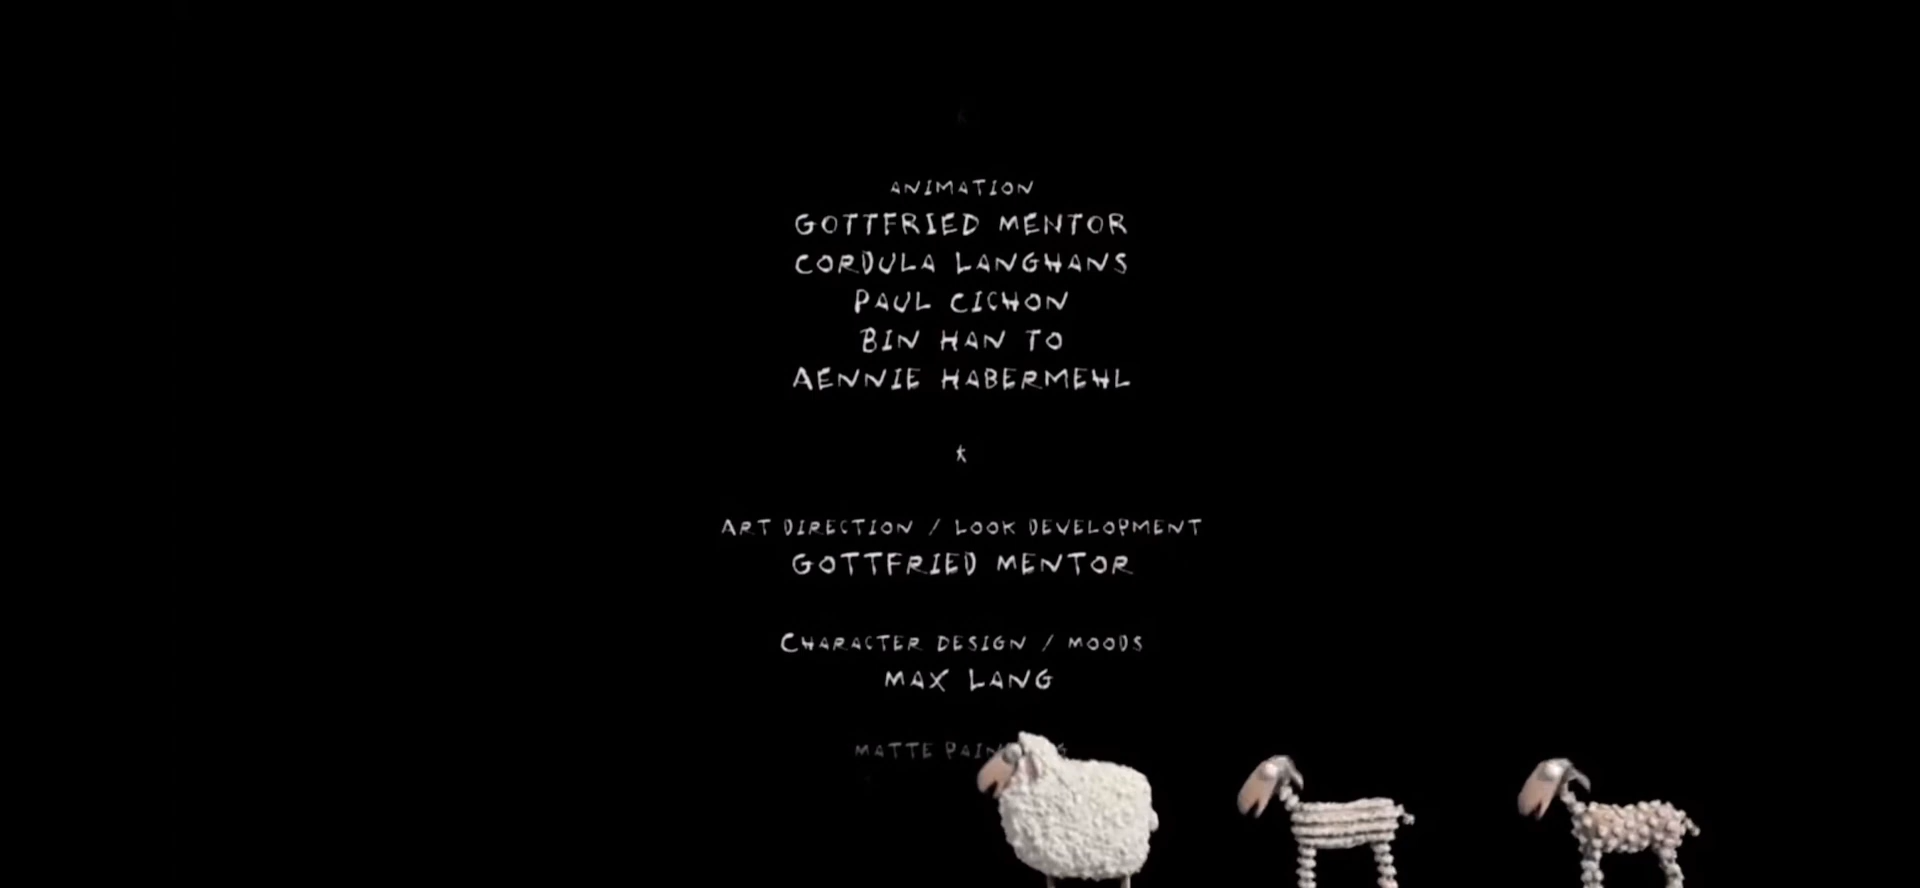 ANIMATION
GOTTFRIED MENTOR
CORDULA LANGHANS
PAUL CICHON
BIN HAN TO
AENNIE HABERMEHL
*
ART DIRECTION / LOOK DEVELOPMENT
GOTTFRIED MENTOR
CHARACTER DESIGN / MOODS
MAX LANG
MATTE